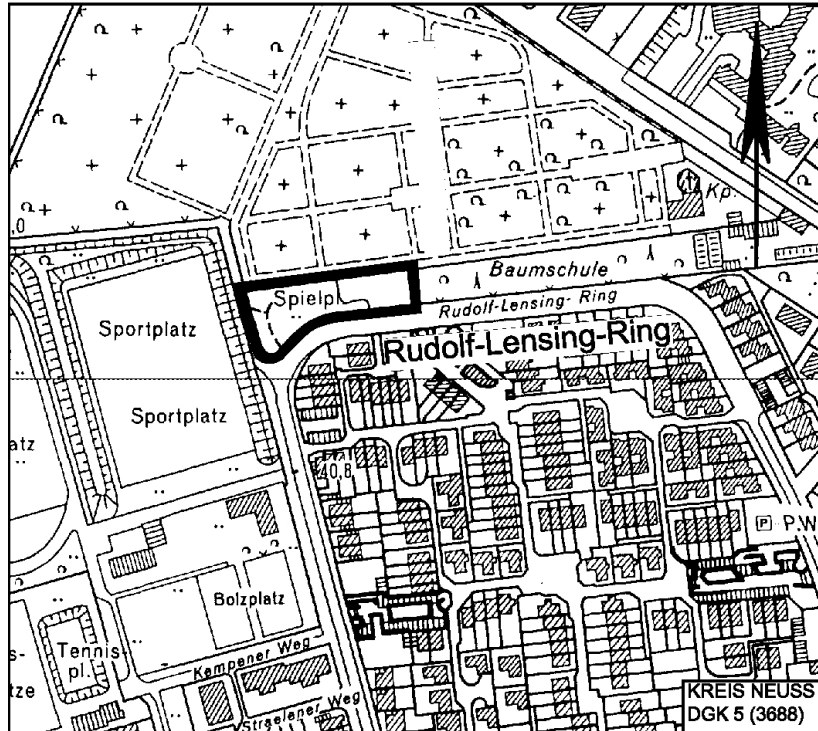 Kp.
,0
Baumschule
Spielpl.
Rudolf-Lensing- Ring
Sportplatz
Rudolf-Lensing-Ring
Sportplatz
atz
40,8
P P.W
Bolzplatz
Tennis-
pl.
s-
tze
Kempener Weg
Straelener Weg
KREIS NEUSS
DGK 5 (3688)